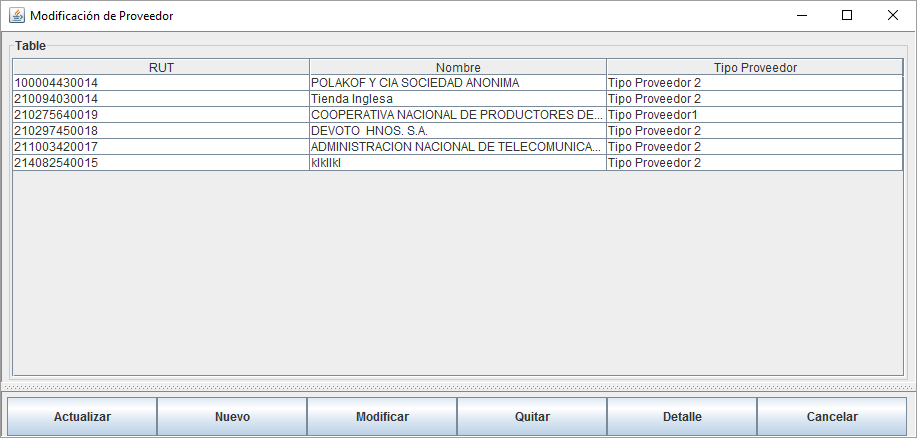 Modificación de Proveedor
Table
RUT Nombre Tipo Proveedor
100004430014 POLAKOF Y CIA SOCIEDAD ANONIMA Tipo Proveedor 2
210094030014 Tienda Inglesa Tipo Proveedor 2
210275640019 COOPERATIVA NACIONAL DE PRODUCTORES DE... Tipo Proveedor1
210297450018 DEVOTO HNOS. S.A. Tipo Proveedor 2
211003420017 ADMINISTRACION NACIONAL DE TELECOMUNICA... Tipo Proveedor 2
214082540015 Tipo Proveedor 2
Actualizar Nuevo Modificar Quitar Detalle Cancelar